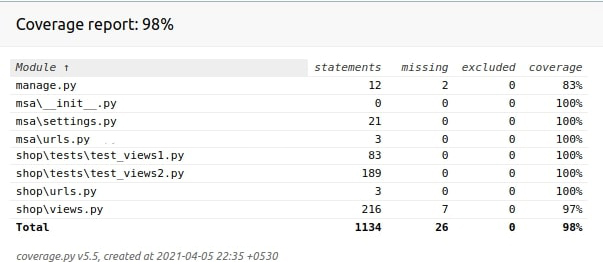 Coverage report: 98%
Module ↑ statements missing excluded coverage
manage.py 12 2 0 83%
msa\__init__.py 0 0 0 100%
msa\settings.py 21 0 0 100%
msa\urls.py 3 0 0 100%
shop\tests\test_views1.py 83 0 0 100%
shop\tests\test_views2.py 189 0 0 100%
shop\urls.py 3 0 0 100%
shop\views.py 216 7 0 97%
Total 1134 26 0 98%
coverage.py v5.5, created at 2021-04-05 22:35 +0530